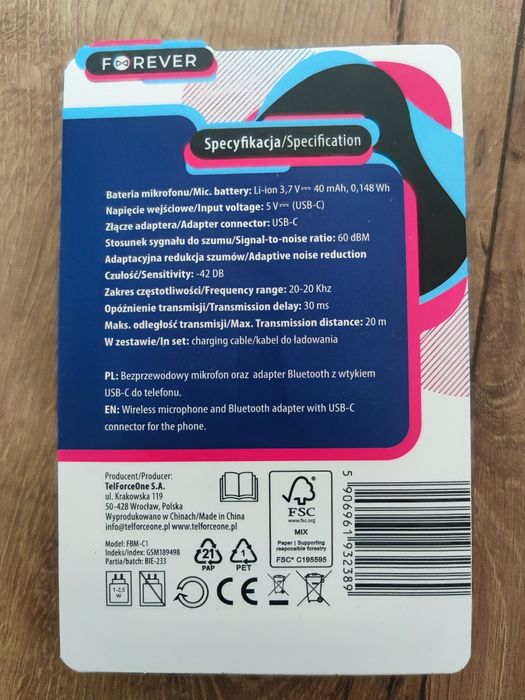 FOREVER
Specyfikacja/Specification
Bateria mikrofonu/Mic. battery: Li-ion 3,7 V⎓ 40 mAh, 0,148 Wh
Napięcie wejściowe/Input voltage: 5 V⎓ (USB-C)
Złącze adaptera/Adapter connector: USB-C
Stosunek sygnału do szumu/Signal-to-noise ratio: 60 dBM
Adaptacyjna redukcja szumów/Adaptive noise reduction
Czułość/Sensitivity: -42 DB
Zakres częstotliwości/Frequency range: 20-20 Khz
Opóźnienie transmisji/Transmission delay: 30 ms
Maks. odległość transmisji/Max. Transmission distance: 20 m
W zestawie/In set: charging cable/kabel do ładowania
PL: Bezprzewodowy mikrofon oraz adapter Bluetooth z wtykiem
USB-C do telefonu.
EN: Wireless microphone and Bluetooth adapter with USB-C
connector for the phone.
Producent/Producer:
TelForceOne S.A.
ul. Krakowska 119
50-428 Wrocław, Polska
Wyprodukowano w Chinach/Made in China
info@telforceone.pl www.telforceone.pl
Model: FBM-C1
Indeks/Index: GSM189498
Partia/batch: BIE-233
FSC
www.fsc.org
MIX
Paper | Supporting
responsible forestry
FSC® C195595
21
PAP
1
PET
1-2,5
W
CE
5 906961 932389